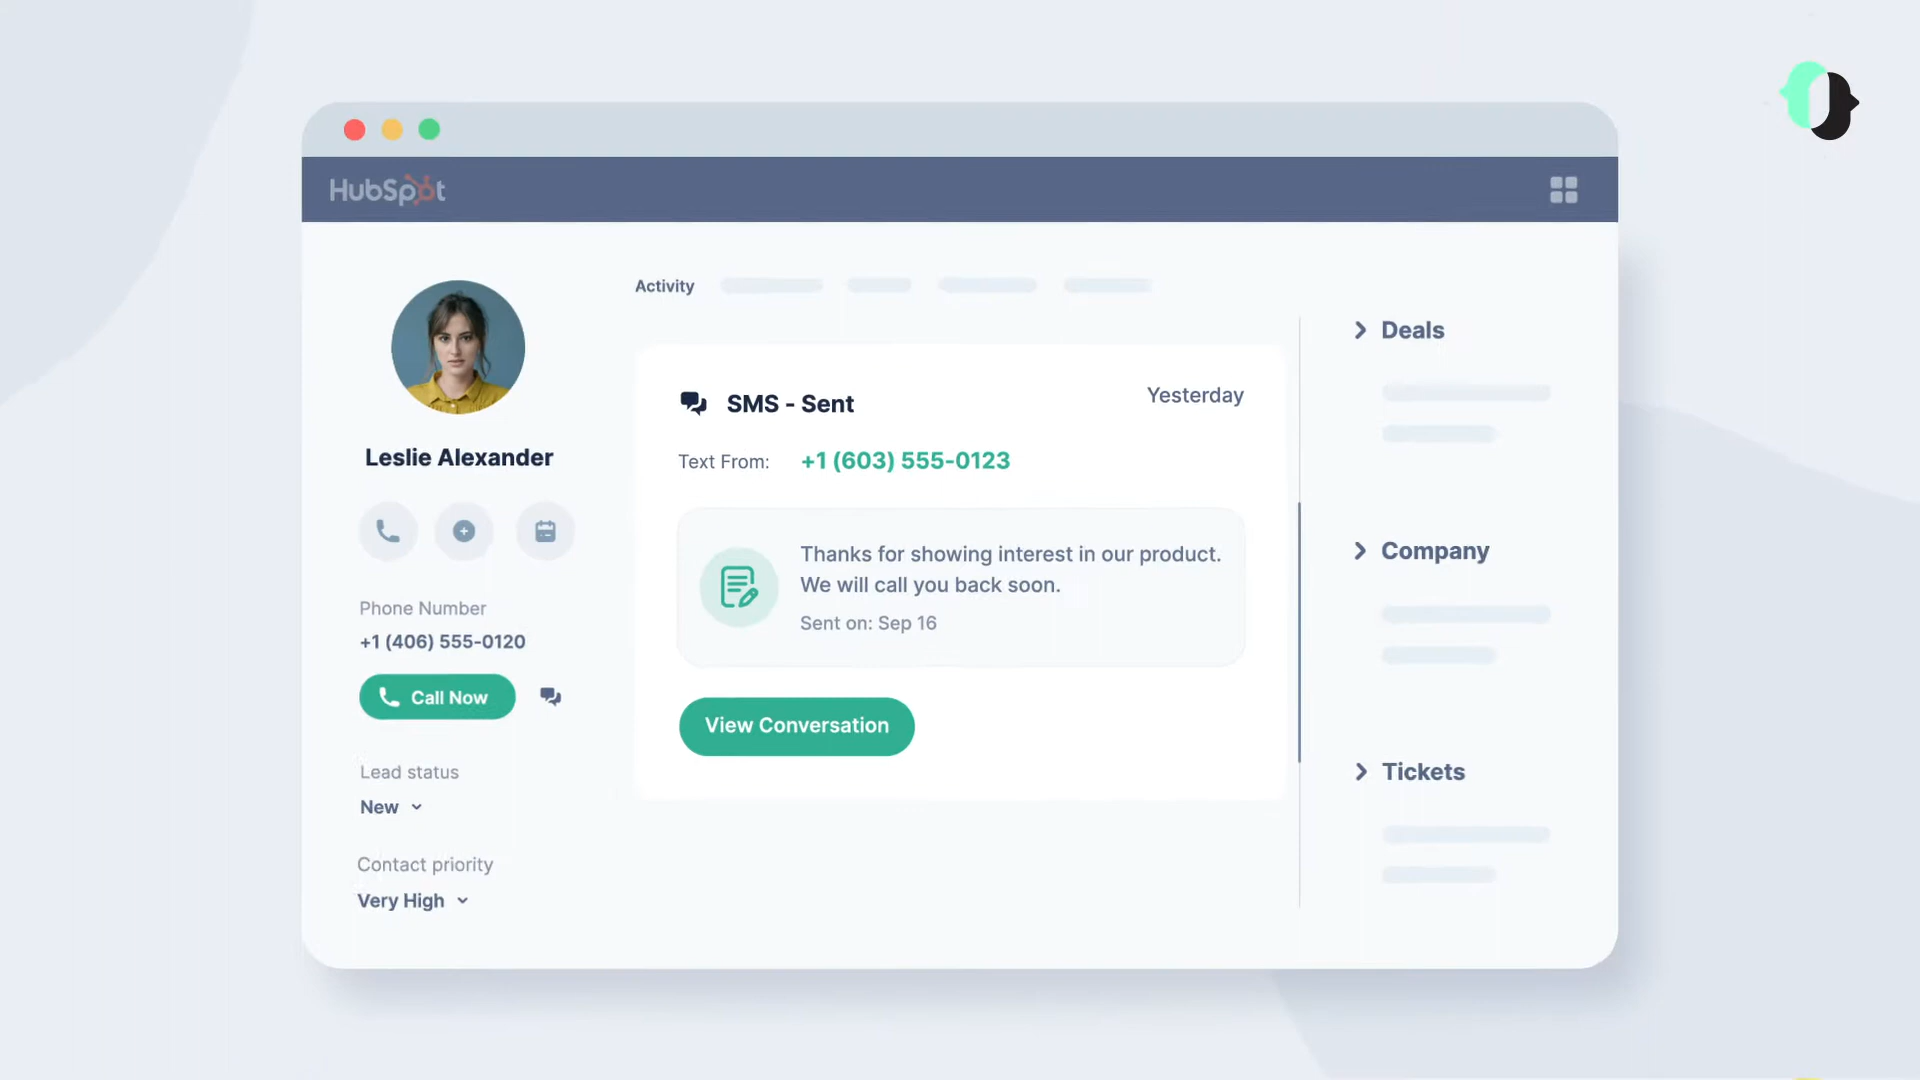 HubSpot
Leslie Alexander
Phone Number
+1 (406) 555-0120
Call Now
Lead status
New
Contact priority
Very High
Activity
SMS - Sent
Yesterday
Text From: +1 (603) 555-0123
Thanks for showing interest in our product.
We will call you back soon.
Sent on: Sep 16
View Conversation
Deals
Company
Tickets